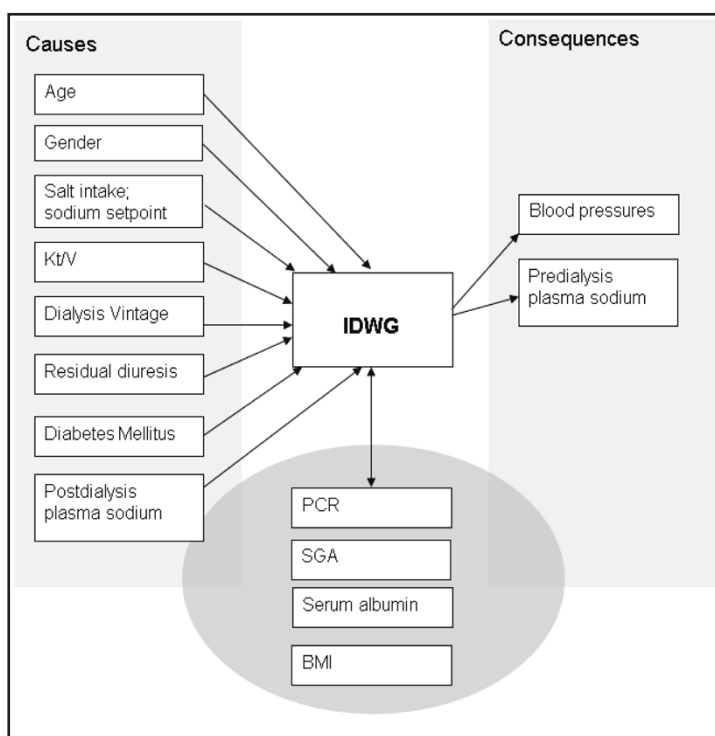 Causes
Age
Gender
Salt intake;
sodium setpoint
Kt/V
Dialysis Vintage
Residual diuresis
Diabetes Mellitus
Postdialysis
plasma sodium
IDWG
Consequences
Blood pressures
Predialysis
plasma sodium
PCR
SGA
Serum albumin
BMI